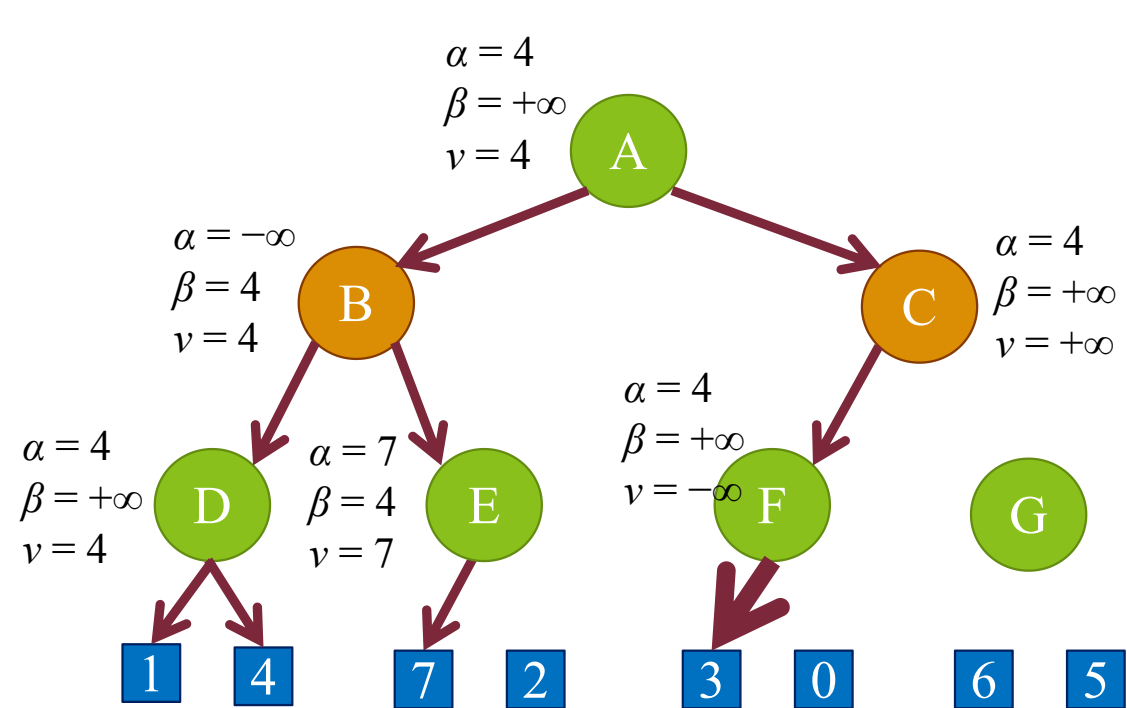 α = 4
β = +∞
v = 4
A
α = −∞
β = 4
v = 4
B
α = 4
β = +∞
v = +∞
C
α = 4
β = +∞
v = 4
D
α = 7
β = 4
v = 7
E
α = 4
β = +∞
v = −∞
F
G
1 4 7 2 3 0 6 5